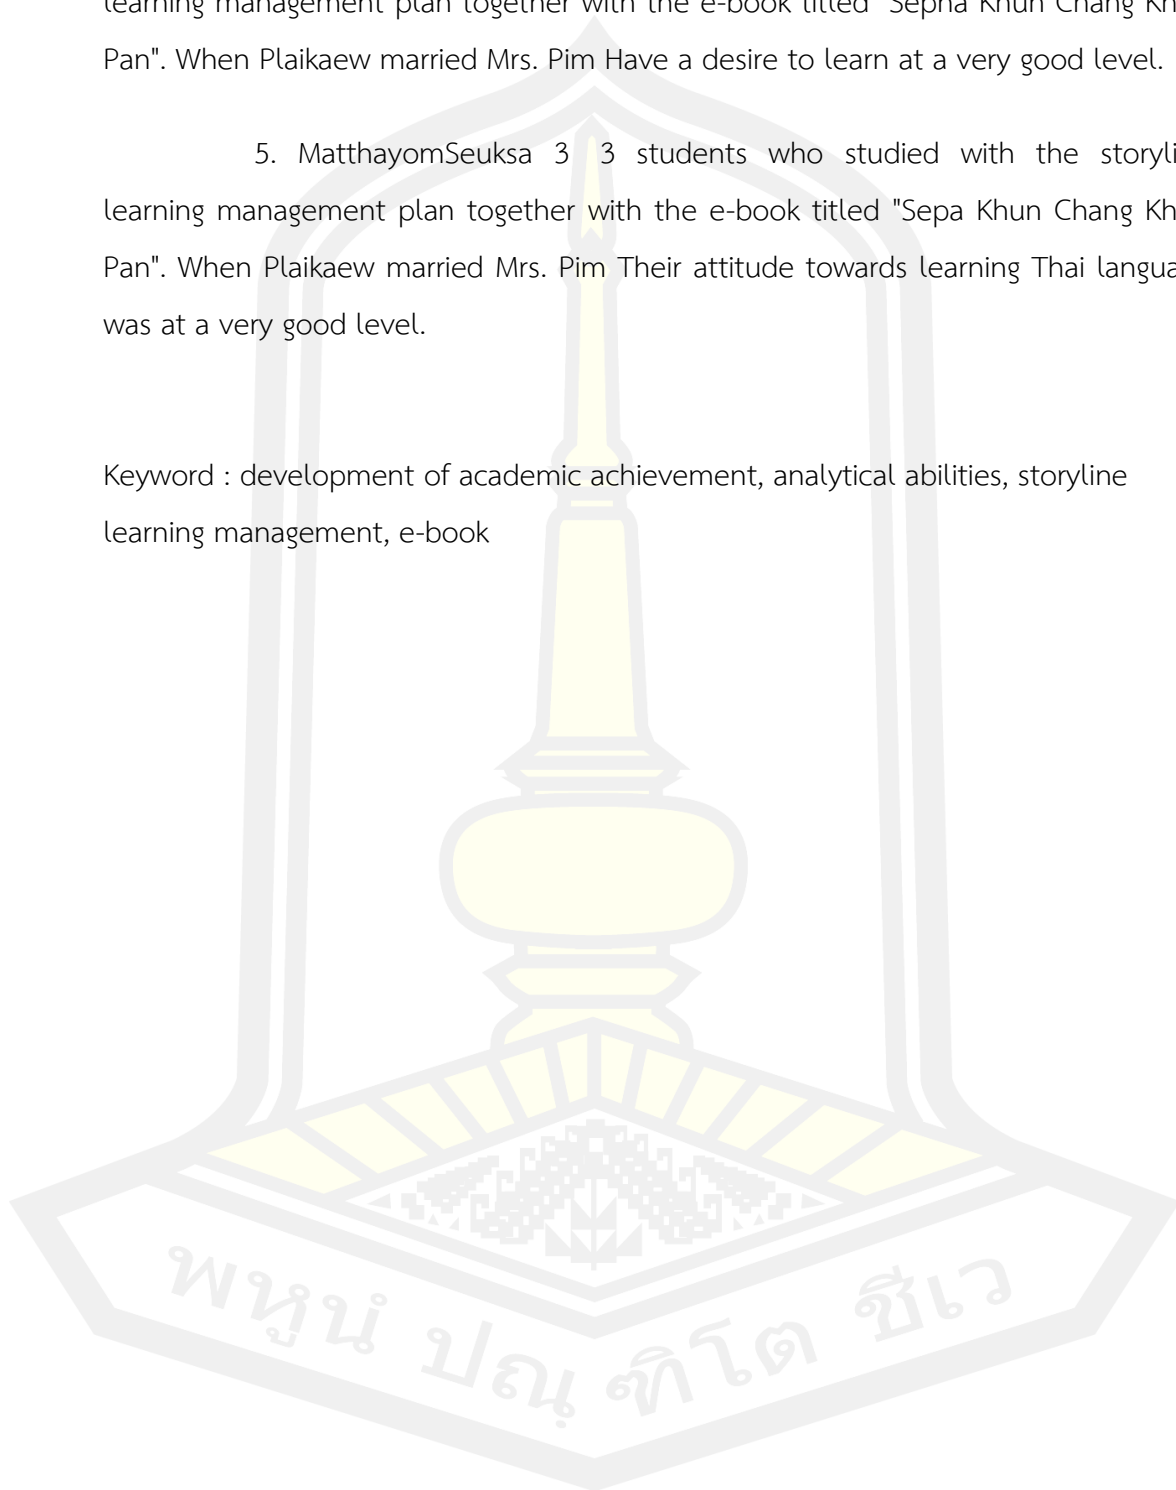 learning management plan together with the e-book titled "Sepha Khun Chang Kh
Pan". When Plaikaew married Mrs. Pim Have a desire to learn at a very good level.
5. MatthayomSeuksa 3 3 students who studied with the storyli
learning management plan together with the e-book titled "Sepa Khun Chang Kh
Pan". When Plaikaew married Mrs. Pim Their attitude towards learning Thai langua
was at a very good level.
Keyword : development of academic achievement, analytical abilities, storyline
learning management, e-book
พหูนํ ปณฺฑิโต ชีเว